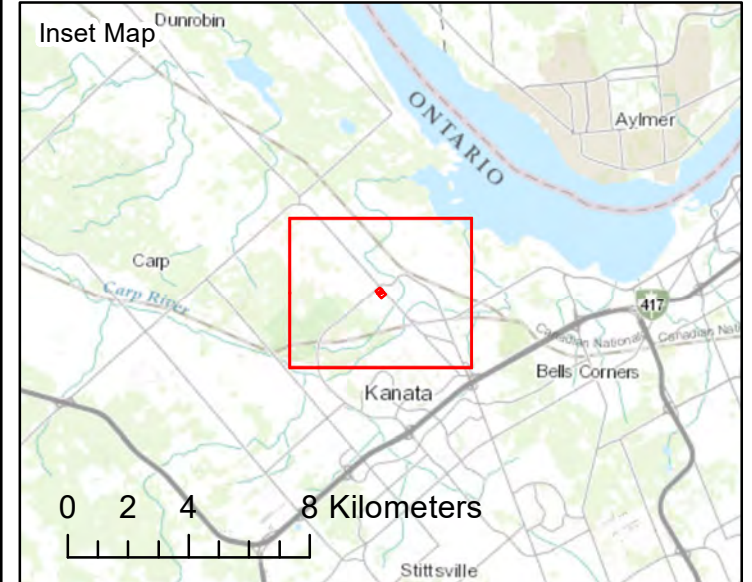 Dunrobin
Inset Map
ONTARIO
Aylmer
Carp
Carp River
417
Canadian National
Canadian Nati
Bells Corners
Kanata
0 2 4 8 Kilometers
Stittsville